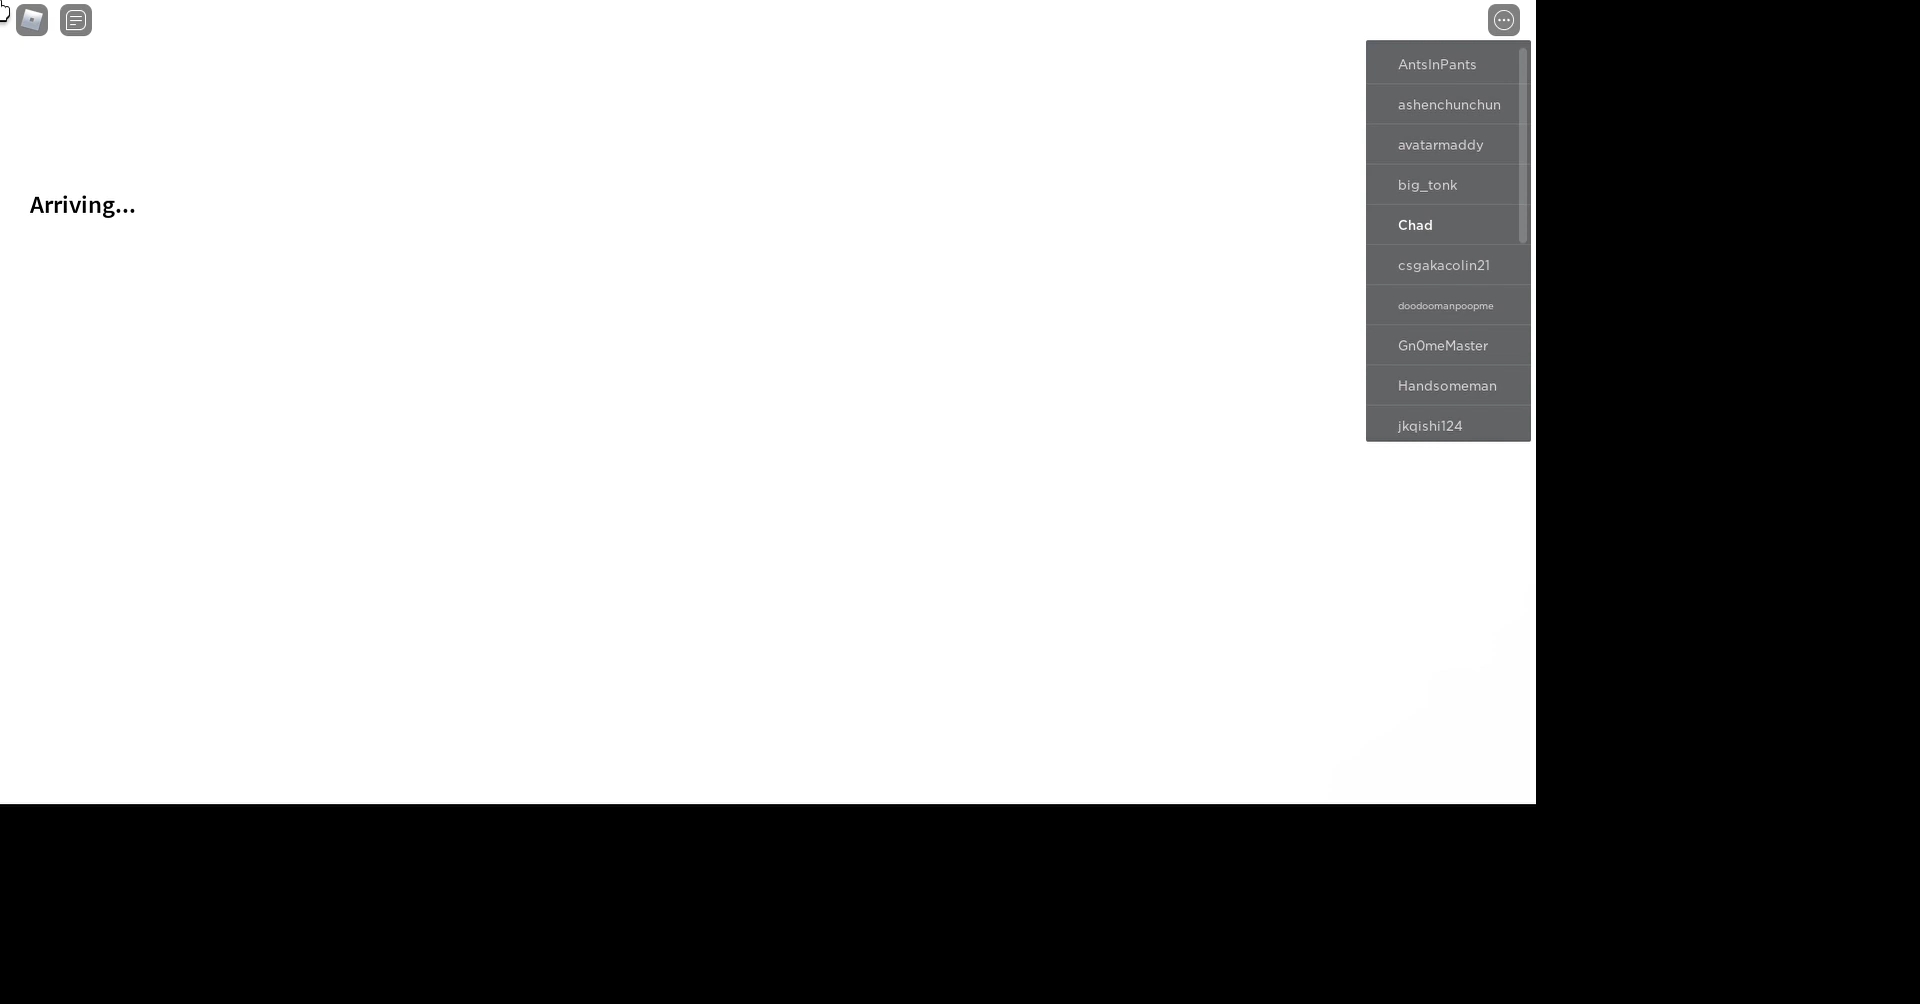 Arriving...
AntsInPants
ashenchunchun
avatarmaddy
big_tonk
Chad
csgakacolin21
doodoomanpoopme
Gn0meMaster
Handsomeman
jkqishi124